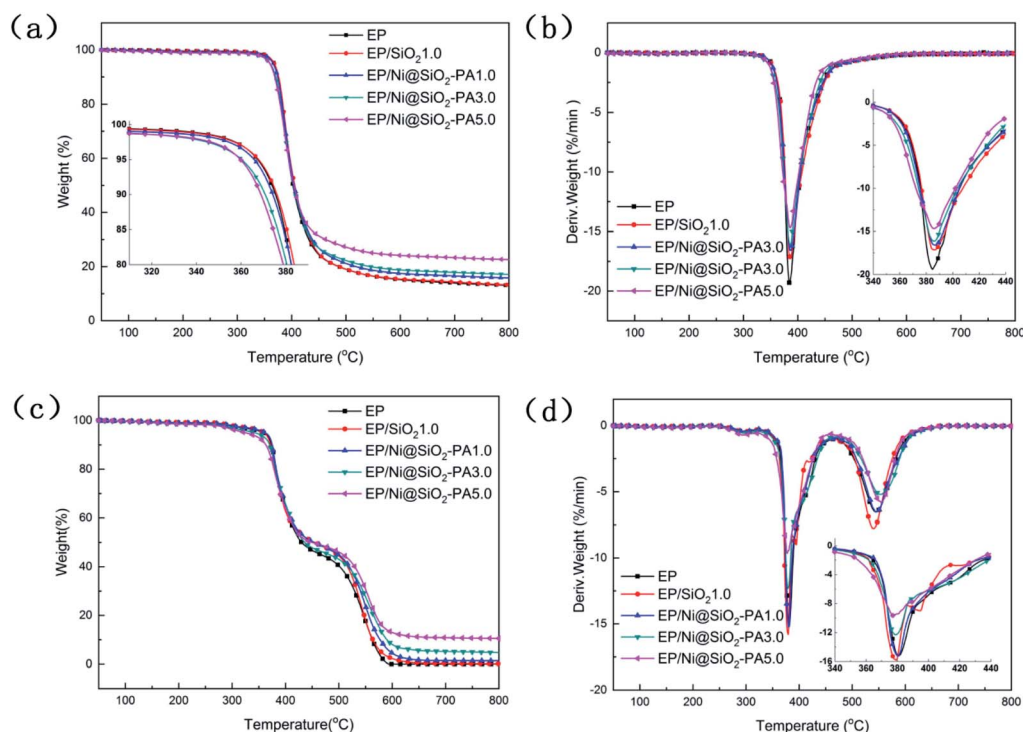 (a)
EP
EP/SiO₂1.0
EP/Ni@SiO₂-PA1.0
EP/Ni@SiO₂-PA3.0
EP/Ni@SiO₂-PA5.0
100
80
60
40
20
0
Weight (%)
100
95
90
85
80
320 340 360 380
100 200 300 400 500 600 700 800
Temperature (°C)
(b)
0
-5
-10
-15
-20
Deriv.Weight (%/min)
EP
EP/SiO₂1.0
EP/Ni@SiO₂-PA3.0
EP/Ni@SiO₂-PA3.0
EP/Ni@SiO₂-PA5.0
0
-5
-10
-15
-20
340 360 380 400 420 440
100 200 300 400 500 600 700 800
Temperature (°C)
(c)
EP
EP/SiO₂1.0
EP/Ni@SiO₂-PA1.0
EP/Ni@SiO₂-PA3.0
EP/Ni@SiO₂-PA5.0
100
80
60
40
20
0
Weight(%)
100 200 300 400 500 600 700 800
Temperature(°C)
(d)
0
-5
-10
-15
-20
Deriv.Weight (%/min)
EP
EP/SiO₂1.0
EP/Ni@SiO₂-PA1.0
EP/Ni@SiO₂-PA3.0
EP/Ni@SiO₂-PA5.0
0
-4
-8
-12
-16
340 360 380 400 420 440
100 200 300 400 500 600 700 800
Temperature (°C)